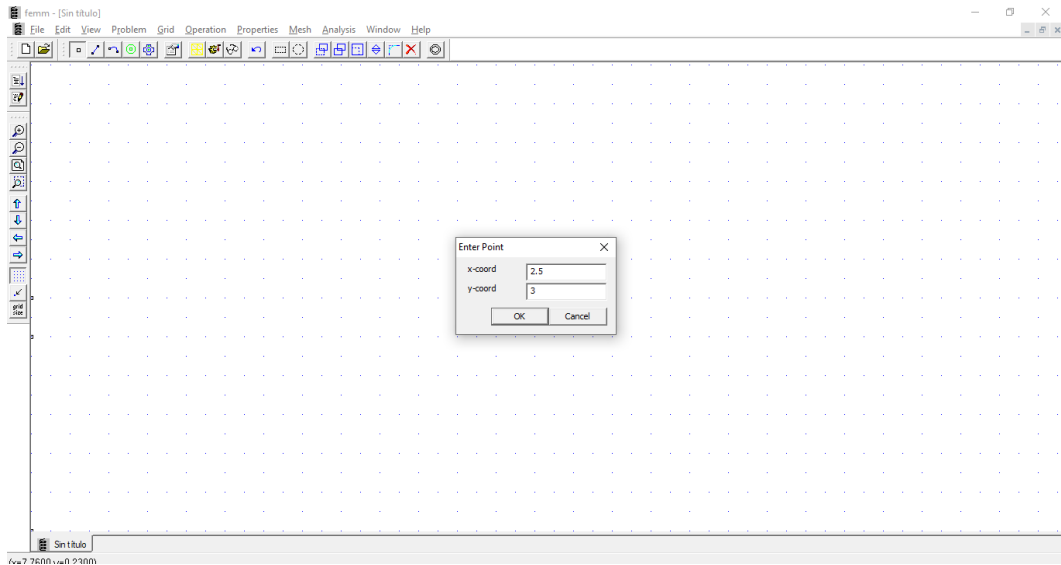 femm - [Sin título]
File Edit View Problem Grid Operation Properties Mesh Analysis Window Help
Enter Point
x-coord 2.5
y-coord 3
OK Cancel
grid size
Sin título
(x=7.7600,y=0.2300)